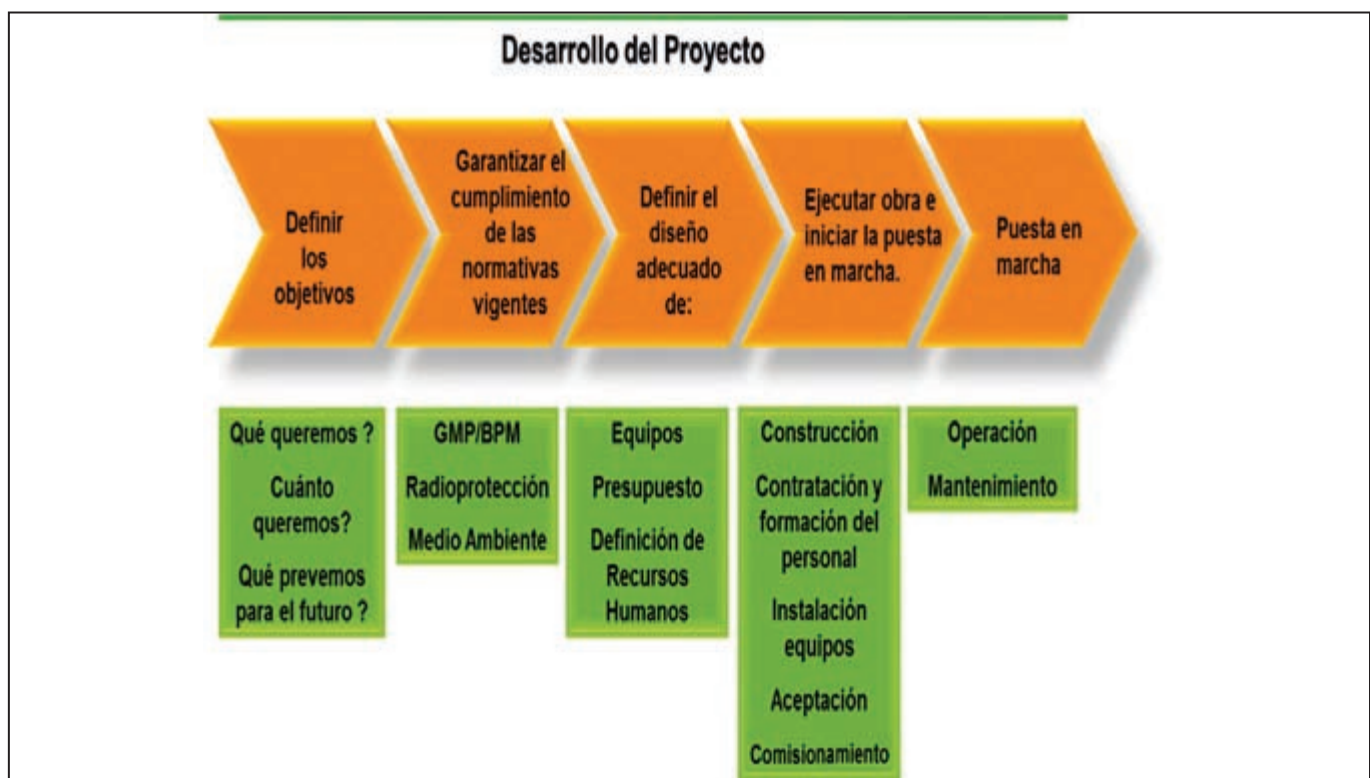 Desarrollo del Proyecto
Definir
los
objetivos
Garantizar el
cumplimiento
de las
normativas
vigentes
Definir el
diseño
adecuado
de:
Ejecutar obra e
iniciar la puesta
en marcha.
Puesta en
marcha
Qué queremos ?
Cuánto
queremos?
Qué prevemos
para el futuro ?
GMP/BPM
Radioprotección
Medio Ambiente
Equipos
Presupuesto
Definición de
Recursos
Humanos
Construcción
Contratación y
formación del
personal
Instalación
equipos
Aceptación
Comisionamiento
Operación
Mantenimiento